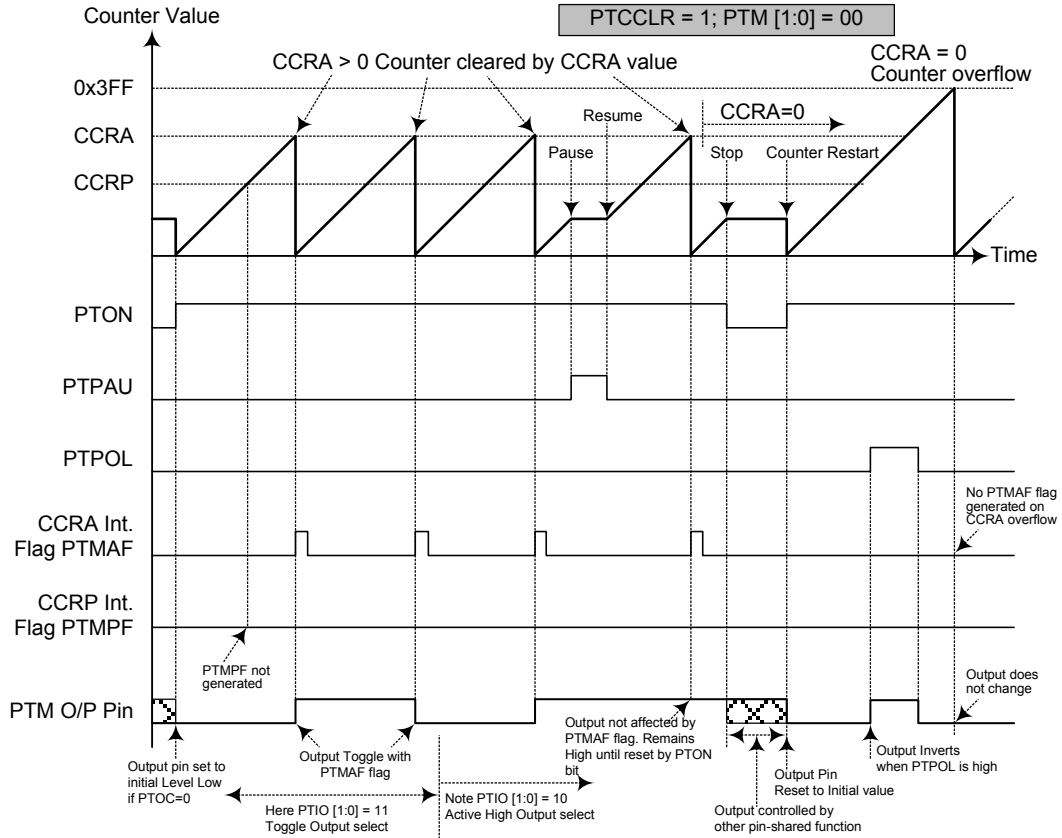 Counter Value
PTCCLR = 1; PTM [1:0] = 00
CCRA > 0 Counter cleared by CCRA value
CCRA = 0
Counter overflow
0x3FF
CCRA
CCRP
Resume
CCRA=0
Pause
Stop
Counter Restart
Time
PTON
PTPAU
PTPOL
CCRA Int.
Flag PTMAF
No PTMAF flag
generated on
CCRA overflow
CCRP Int.
Flag PTMPF
PTMPF not
generated
PTM O/P Pin
Output does
not change
Output pin set to
initial Level Low
if PTOC=0
Output Toggle with
PTMAF flag
Output not affected by
PTMAF flag. Remains
High until reset by PTON
bit
Output Inverts
when PTPOL is high
Output Pin
Reset to Initial value
Here PTIO [1:0] = 11
Toggle Output select
Note PTIO [1:0] = 10
Active High Output select
Output controlled by
other pin-shared function